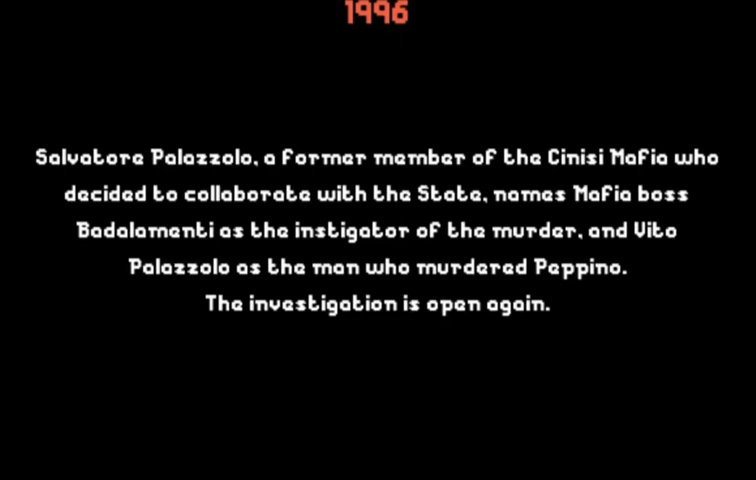 1996
Salvatore Palazzolo, a former member of the Cinisi Mafia who
decided to collaborate with the State, names Mafia boss
Badalamenti as the instigator of the murder, and Vito
Palazzolo as the man who murdered Peppino.
The investigation is open again.